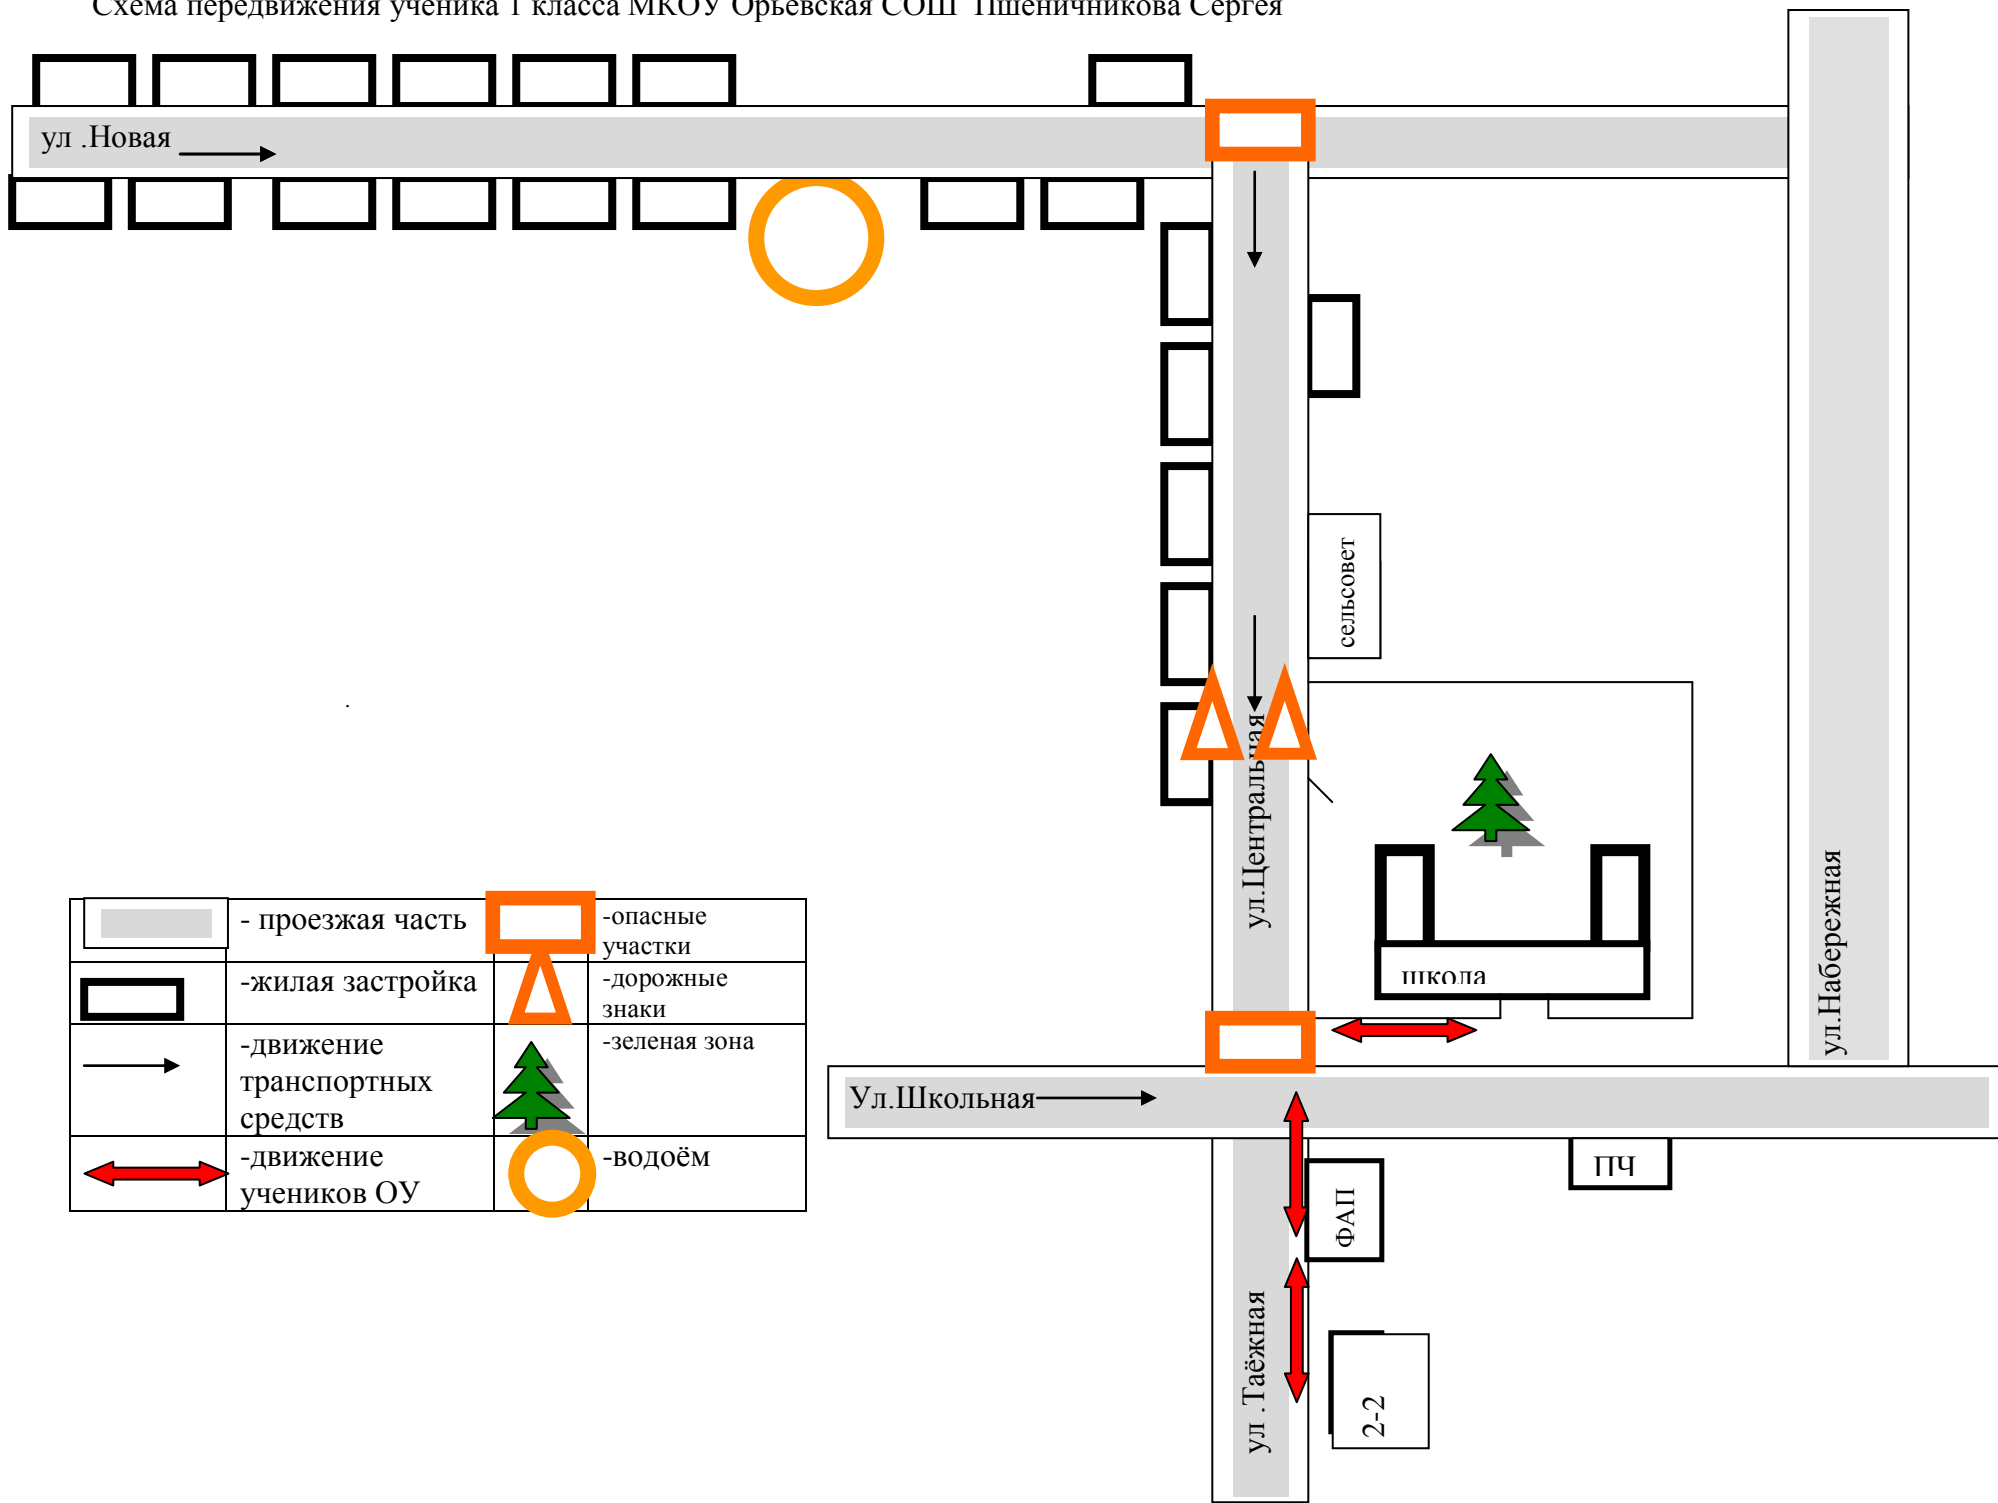 Схема передвижения ученика 1 класса МКОУ Орьевская СОШ Пшеничникова Сергея
ул .Новая
сельсовет
ул.Центральная
школа
ул.Набережная
- проезжая часть
-опасные
участки
-жилая застройка
-дорожные
знаки
-движение
транспортных
средств
-зеленая зона
-движение
учеников ОУ
-водоём
Ул.Школьная
ПЧ
ФАП
ул .Таёжная
2-2